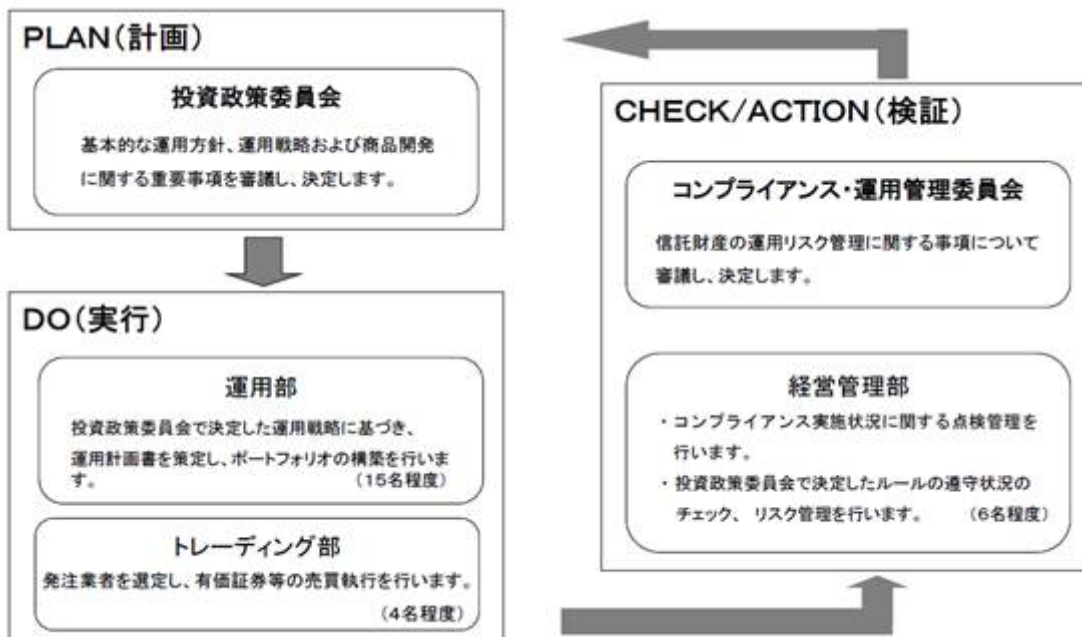 PLAN(計画)
投資政策委員会
基本的な運用方針、運用戦略および商品開発
に関する重要事項を審議し、決定します。
DO(実行)
運用部
投資政策委員会で決定した運用戦略に基づき、
運用計画書を策定し、ポートフォリオの構築を行いま
す。 (15名程度)
トレーディング部
発注業者を選定し、有価証券等の売買執行を行います。
(4名程度)
CHECK/ACTION(検証)
コンプライアンス・運用管理委員会
信託財産の運用リスク管理に関する事項について
審議し、決定します。
経営管理部
・コンプライアンス実施状況に関する点検管理を
行います。
・投資政策委員会で決定したルールの遵守状況の
チェック、 リスク管理を行います。 (6名程度)